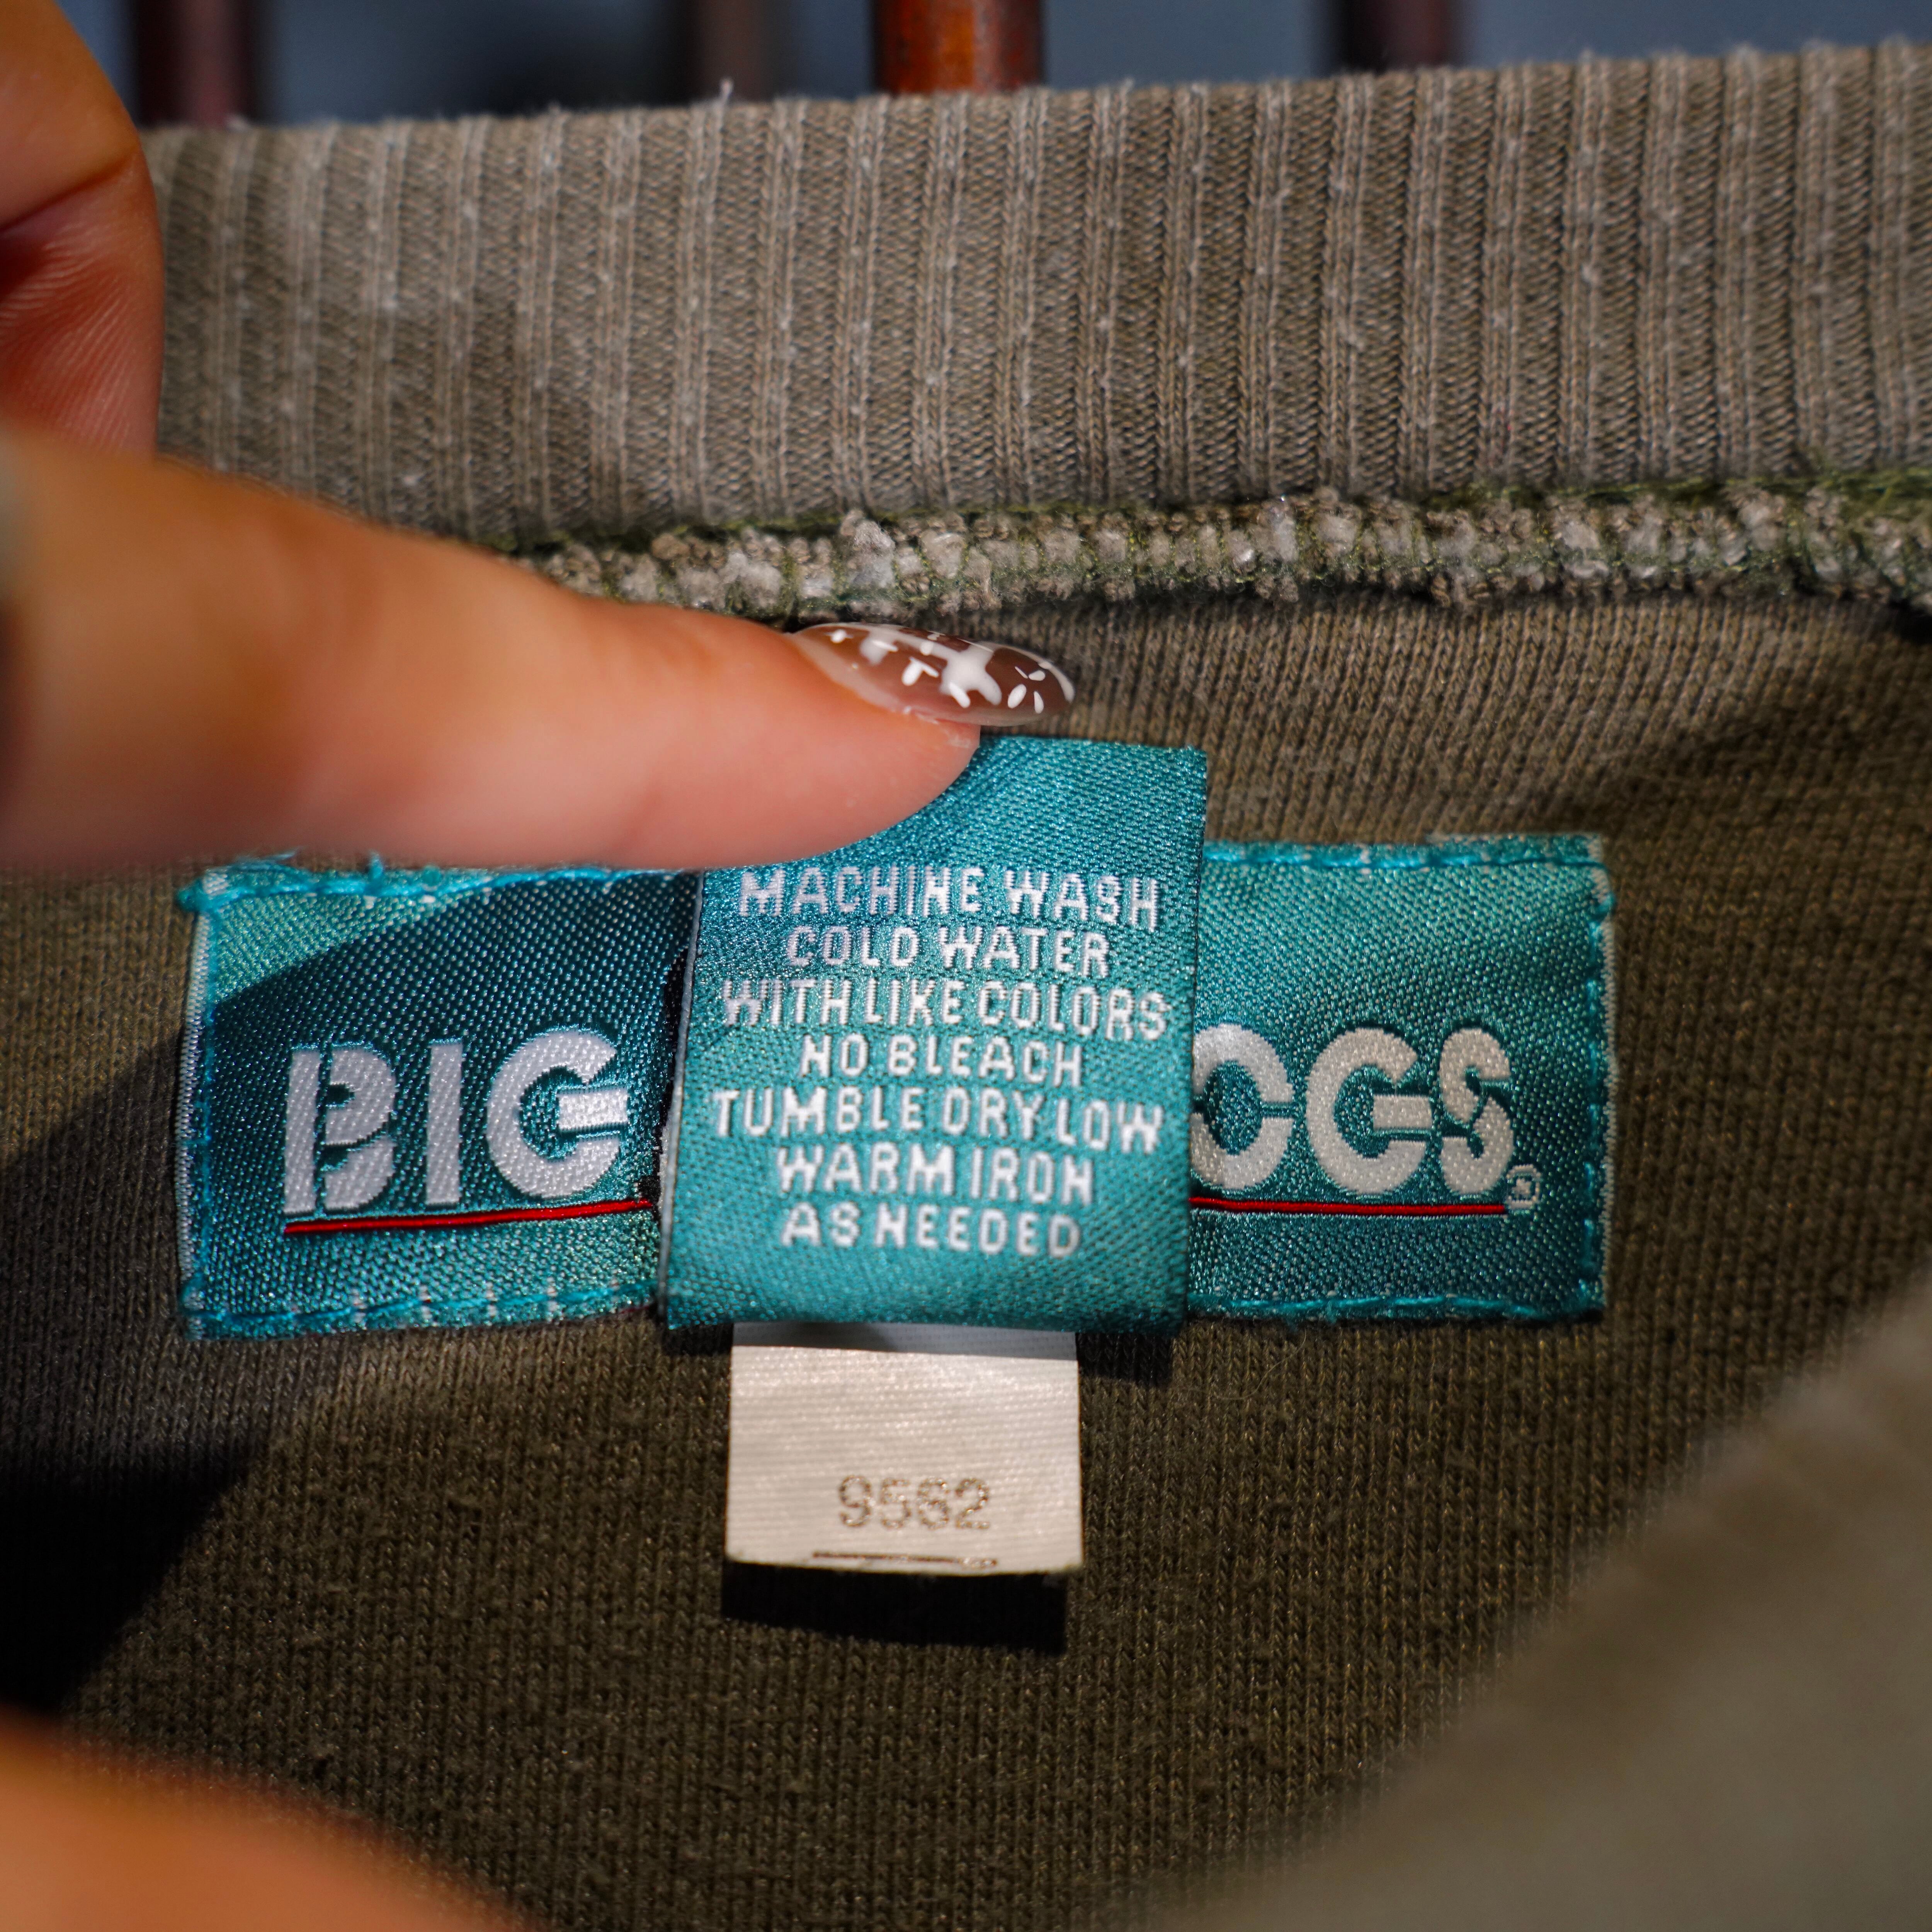 MACHINE WASH
COLD WATER
WITH LIKE COLORS
NO BLEACH
TUMBLE DRY LOW
WARM IRON
AS NEEDED
BIG OGS®
9562